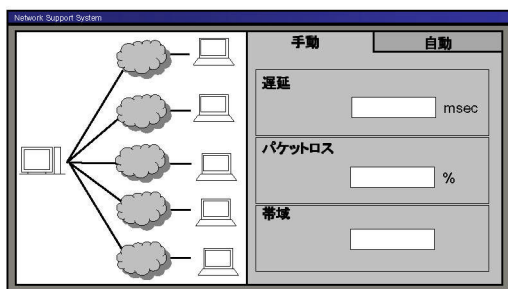 Network Support System
手動
自動
遅延
msec
パケットロス
%
帯域